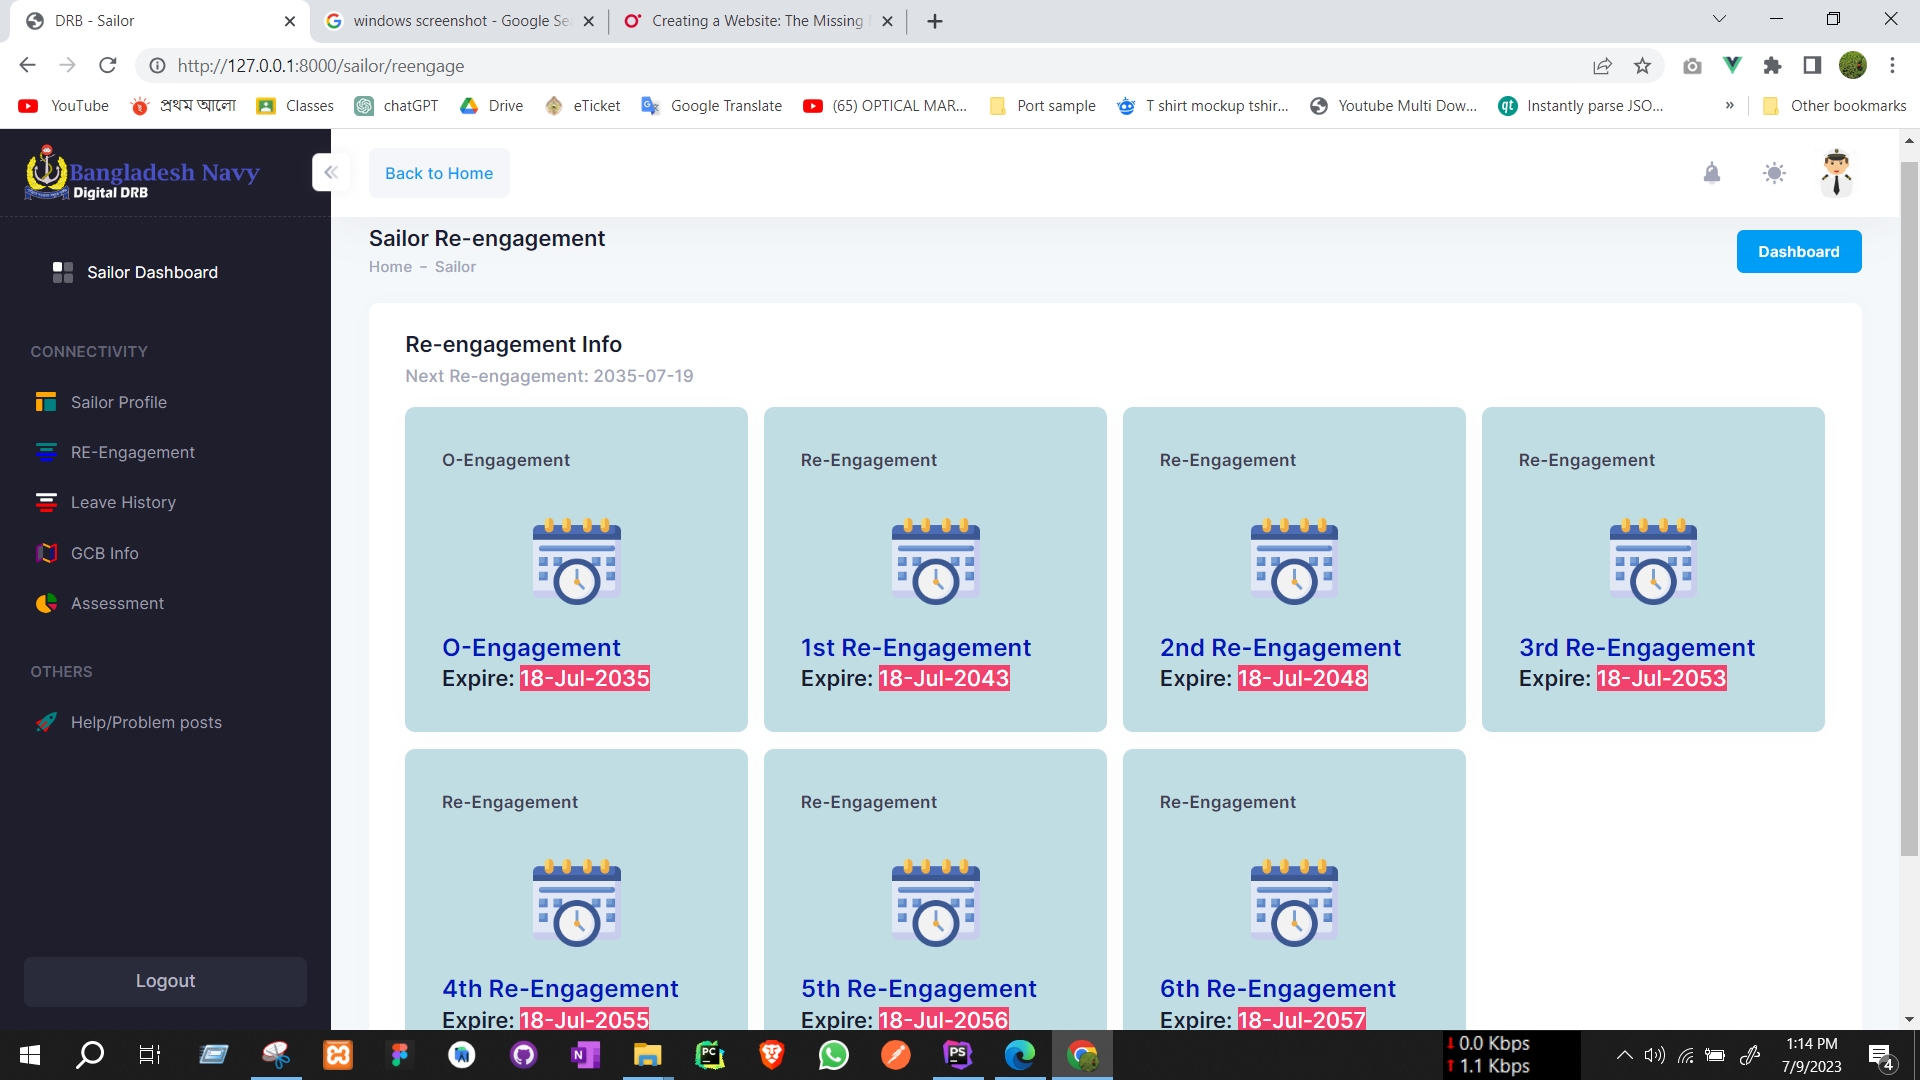 DRB - Sailor
windows screenshot - Google Se
Creating a Website: The Missing
http://127.0.0.1:8000/sailor/reengage
YouTube
প্রথম আলো
Classes
chatGPT
Drive
eTicket
Google Translate
(65) OPTICAL MAR...
Port sample
T shirt mockup tshir...
Youtube Multi Dow...
Instantly parse JSO...
»
Other bookmarks
Bangladesh Navy
Digital DRB
Back to Home
Sailor Re-engagement
Home – Sailor
Dashboard
Sailor Dashboard
CONNECTIVITY
Sailor Profile
RE-Engagement
Leave History
GCB Info
Assessment
OTHERS
Help/Problem posts
Logout
Re-engagement Info
Next Re-engagement: 2035-07-19
O-Engagement
O-Engagement
Expire: 18-Jul-2035
Re-Engagement
1st Re-Engagement
Expire: 18-Jul-2043
Re-Engagement
2nd Re-Engagement
Expire: 18-Jul-2048
Re-Engagement
3rd Re-Engagement
Expire: 18-Jul-2053
Re-Engagement
4th Re-Engagement
Expire: 18-Jul-2055
Re-Engagement
5th Re-Engagement
Expire: 18-Jul-2056
Re-Engagement
6th Re-Engagement
Expire: 18-Jul-2057
0.0 Kbps
1.1 Kbps
1:14 PM
7/9/2023
4